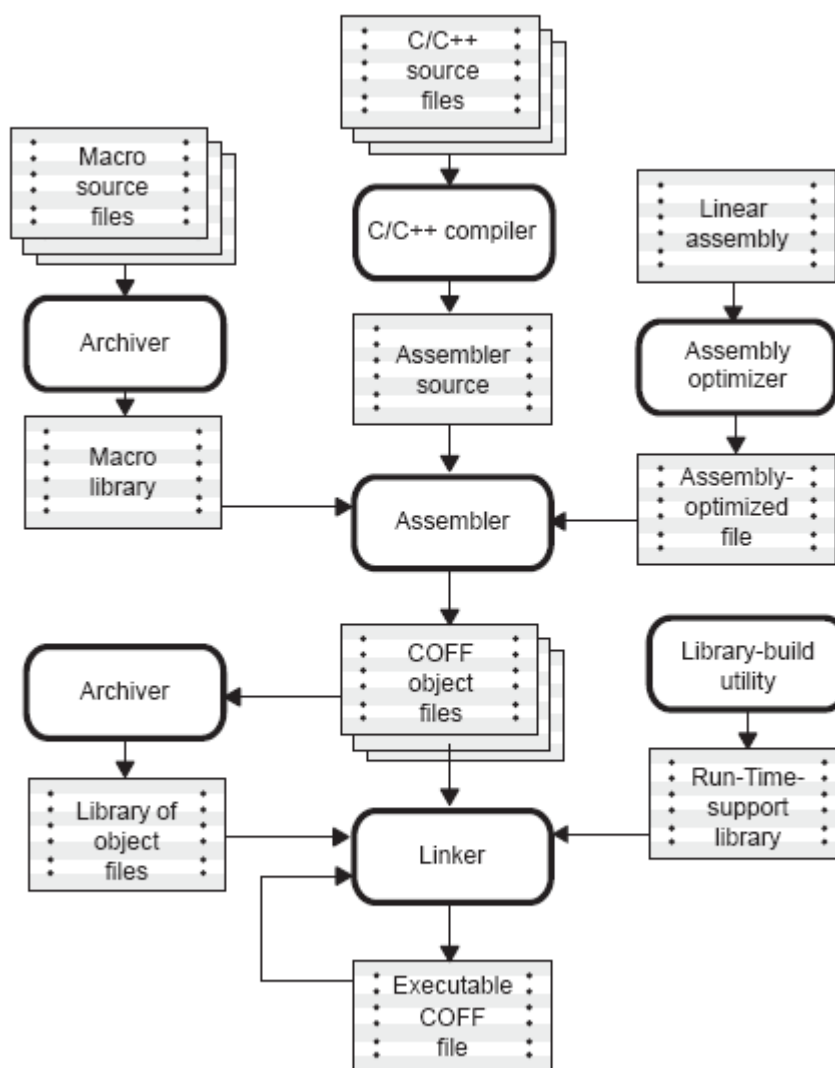 C/C++
source
files
Macro
source
files
C/C++ compiler
Linear
assembly
Archiver
Assembler
source
Assembly
optimizer
Macro
library
Assembler
Assembly-
optimized
file
Archiver
COFF
object
files
Library-build
utility
Library of
object
files
Linker
Run-Time-
support
library
Executable
COFF
file